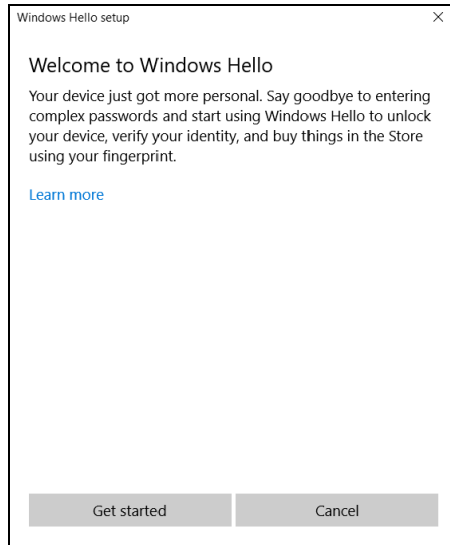 Windows Hello setup
Welcome to Windows Hello
Your device just got more personal. Say goodbye to entering
complex passwords and start using Windows Hello to unlock
your device, verify your identity, and buy things in the Store
using your fingerprint.
Learn more
Get started
Cancel